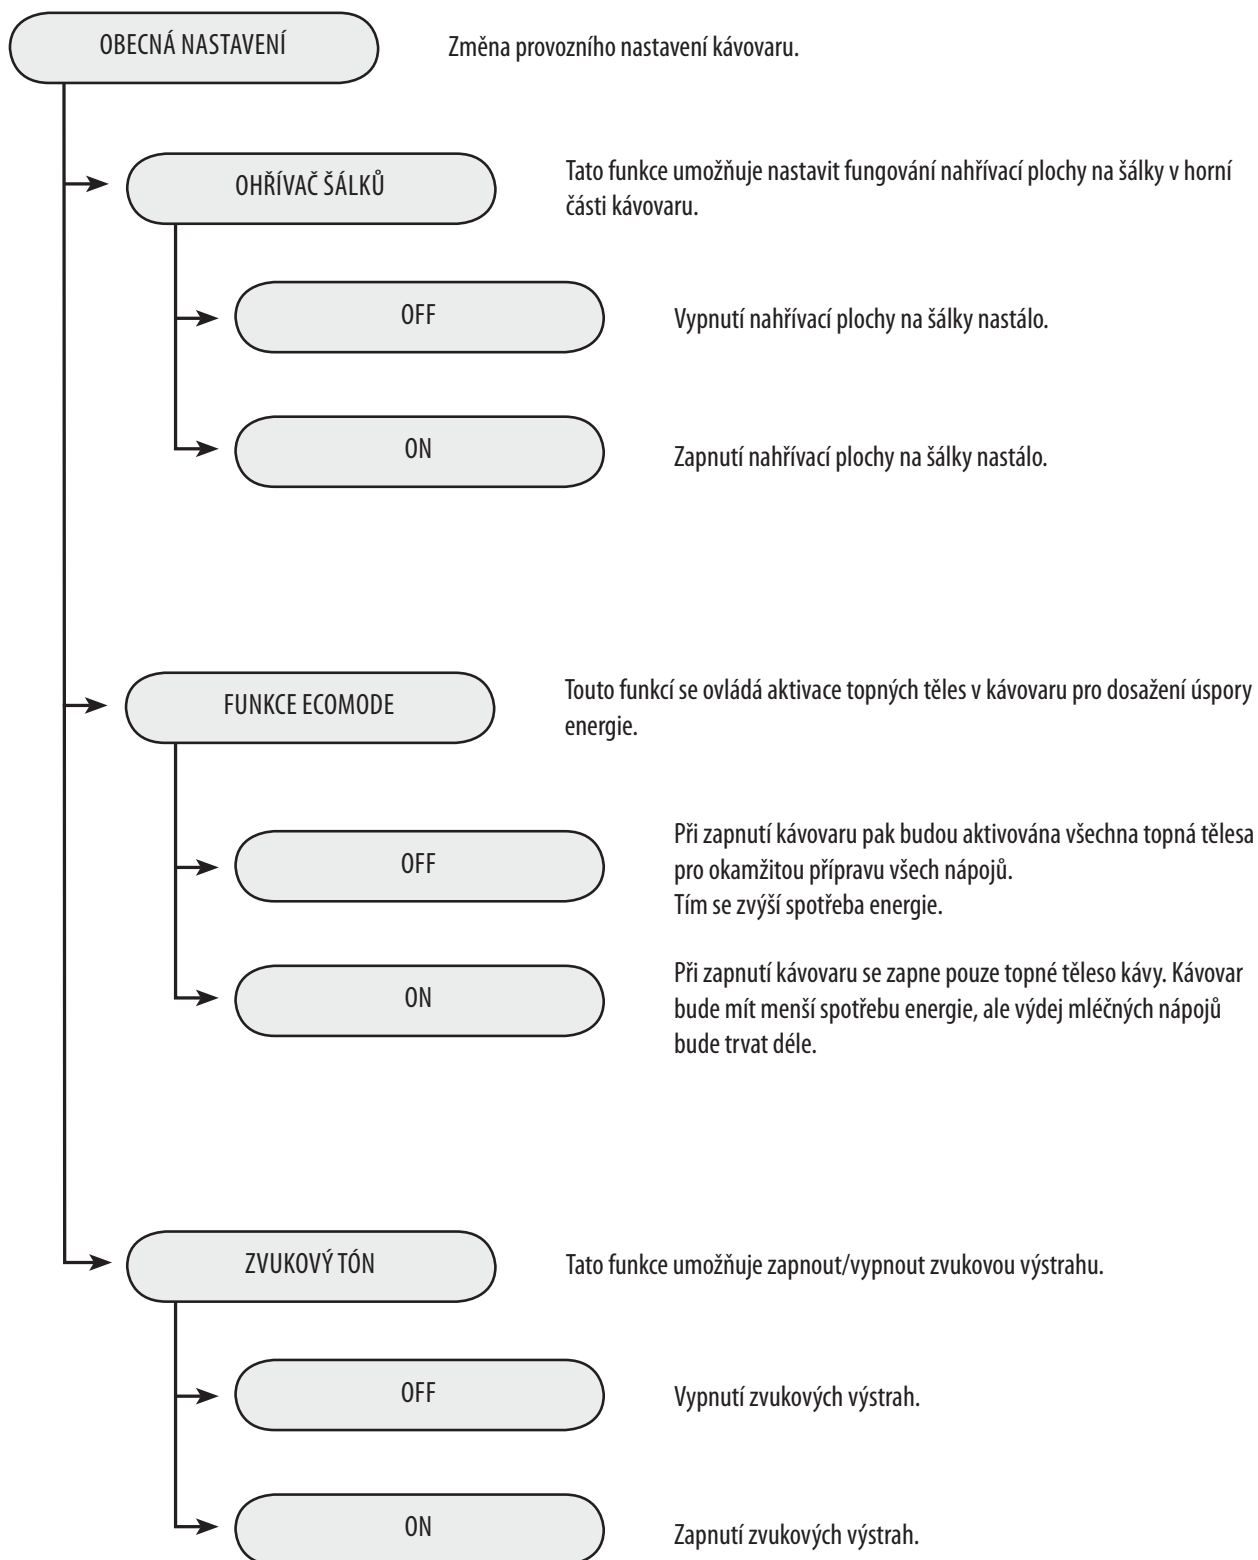 OBECNÁ NASTAVENÍ
Změna provozního nastavení kávovaru.
OHŘÍVAČ ŠÁLKŮ
Tato funkce umožňuje nastavit fungování nahřívací plochy na šálky v horní
části kávovaru.
OFF
Vypnutí nahřívací plochy na šálky nastálo.
ON
Zapnutí nahřívací plochy na šálky nastálo.
FUNKCE ECOMODE
Touto funkcí se ovládá aktivace topných těles v kávovaru pro dosažení úspory
energie.
OFF
Při zapnutí kávovaru pak budou aktivována všechna topná tělesa
pro okamžitou přípravu všech nápojů.
Tím se zvýší spotřeba energie.
ON
Při zapnutí kávovaru se zapne pouze topné těleso kávy. Kávovar
bude mít menší spotřebu energie, ale výdej mléčných nápojů
bude trvat déle.
ZVUKOVÝ TÓN
Tato funkce umožňuje zapnout/vypnout zvukovou výstrahu.
OFF
Vypnutí zvukových výstrah.
ON
Zapnutí zvukových výstrah.